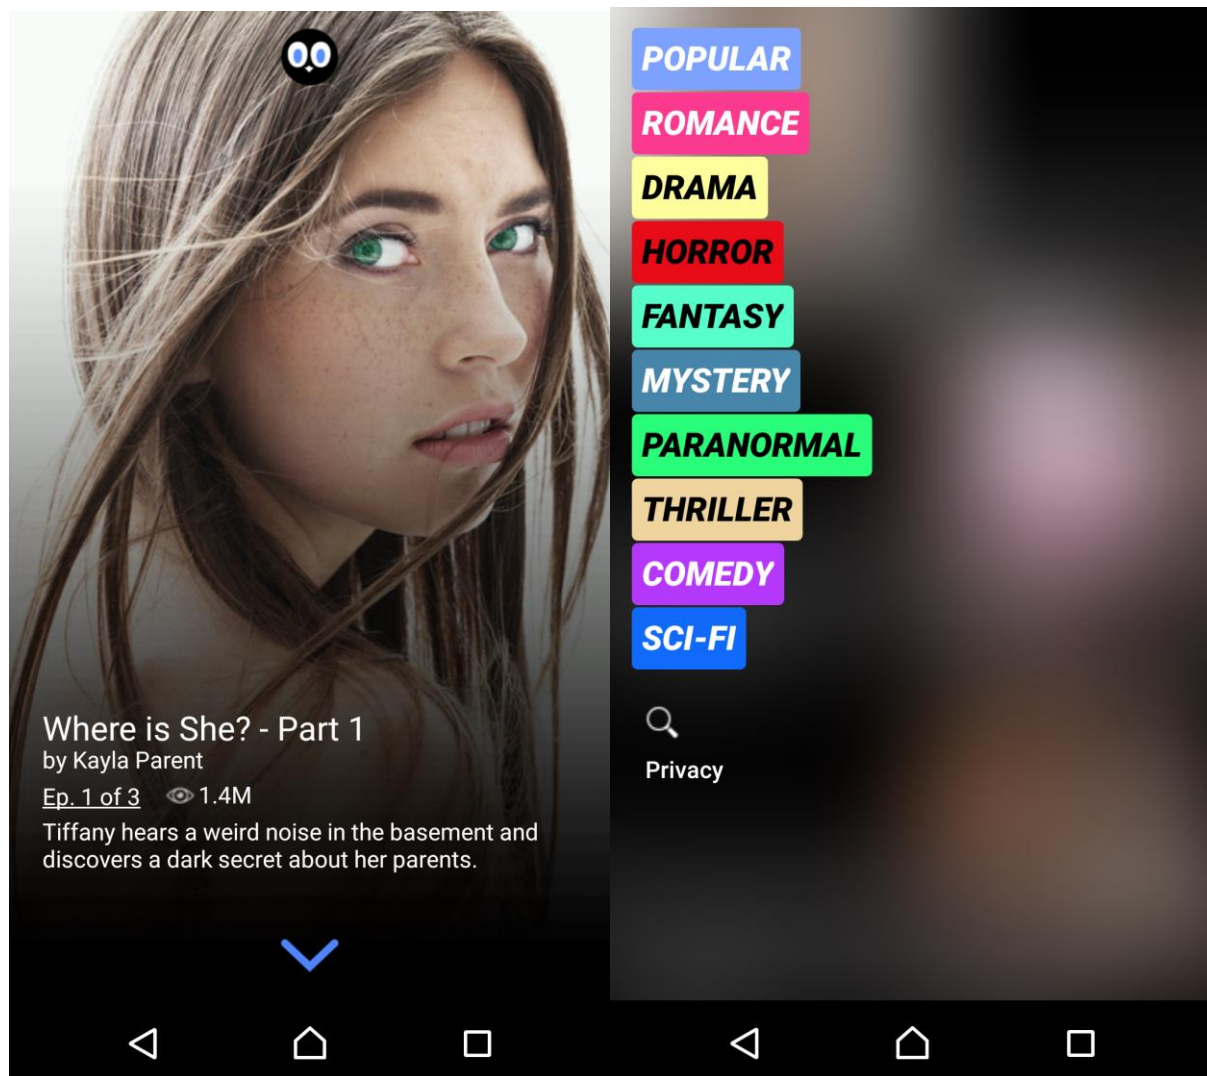 Where is She? - Part 1
by Kayla Parent
Ep. 1 of 3 1.4M
Tiffany hears a weird noise in the basement and
discovers a dark secret about her parents.
POPULAR
ROMANCE
DRAMA
HORROR
FANTASY
MYSTERY
PARANORMAL
THRILLER
COMEDY
SCI-FI
Privacy